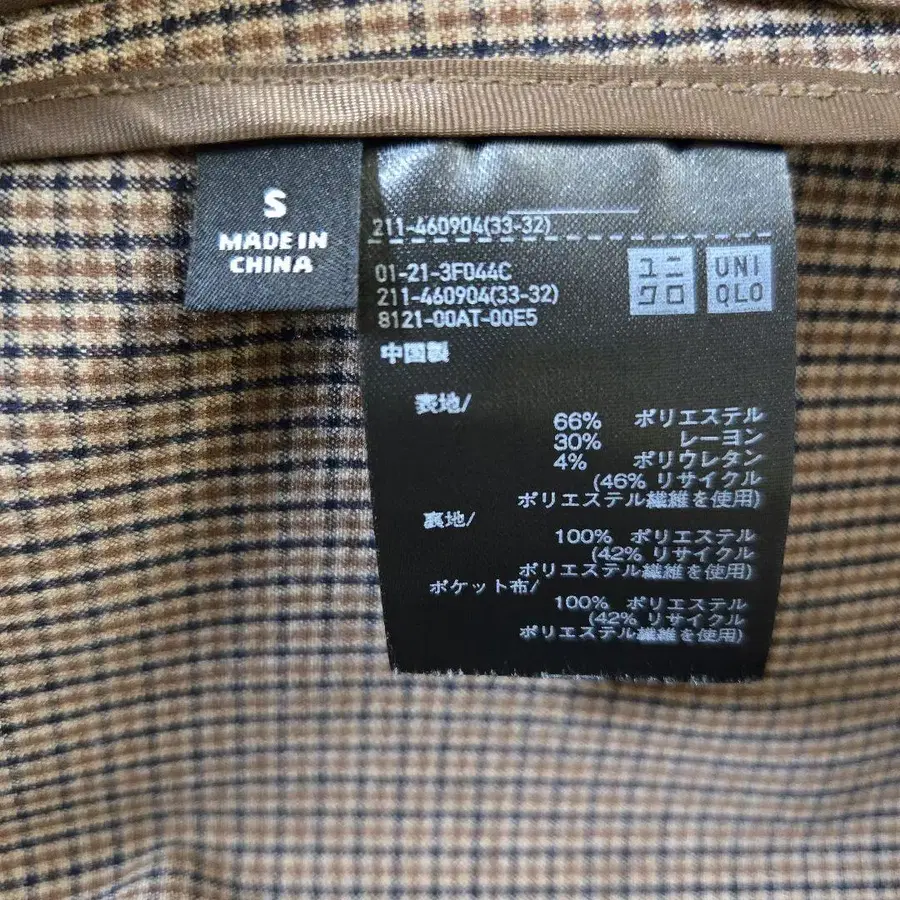 S
MADE IN
CHINA
211-460904(33-32)
01-21-3F044C
211-460904(33-32)
8121-00AT-00E5
ユニ
クロ
UNI
QLO
中国製
表地/
66% ポリエステル
30% レーヨン
4% ポリウレタン
(46% リサイクル
ポリエステル繊維を使用)
裏地/
100% ポリエステル
(42% リサイクル
ポリエステル繊維を使用)
ポケット布/
100% ポリエステル
(42% リサイクル
ポリエステル繊維を使用)